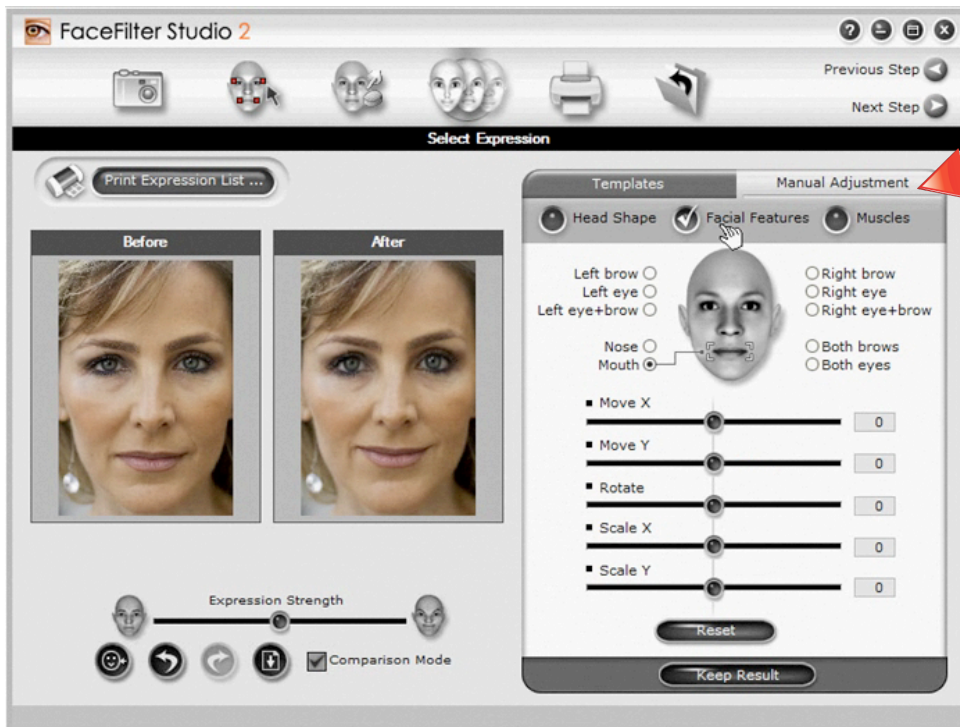 FaceFilter Studio 2
Previous Step
Next Step
Select Expression
Print Expression List ...
Before
After
Expression Strength
Comparison Mode
Templates
Manual Adjustment
Head Shape
Facial Features
Muscles
Left brow
Left eye
Left eye+brow
Nose
Mouth
Right brow
Right eye
Right eye+brow
Both brows
Both eyes
Move X
0
Move Y
0
Rotate
0
Scale X
0
Scale Y
0
Reset
Keep Result